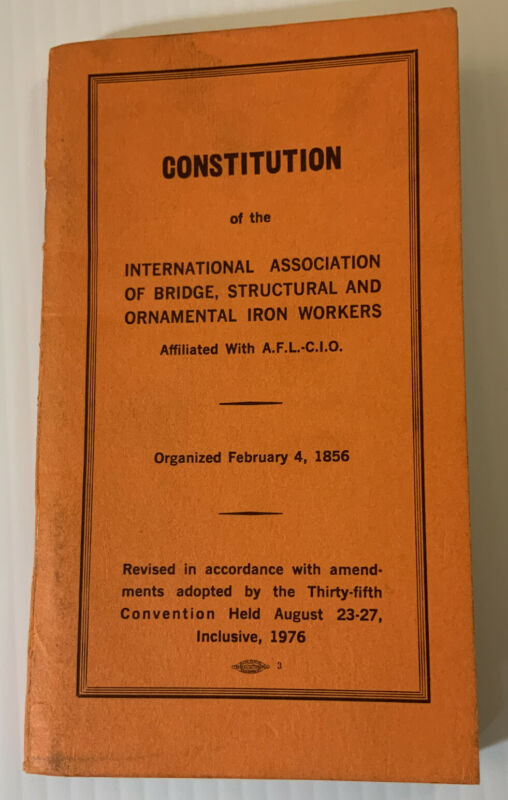 CONSTITUTION
of the
INTERNATIONAL ASSOCIATION
OF BRIDGE, STRUCTURAL AND
ORNAMENTAL IRON WORKERS
Affiliated With A.F.L.-C.I.O.
Organized February 4, 1856
Revised in accordance with amend-
ments adopted by the Thirty-fifth
Convention Held August 23-27,
Inclusive, 1976
3